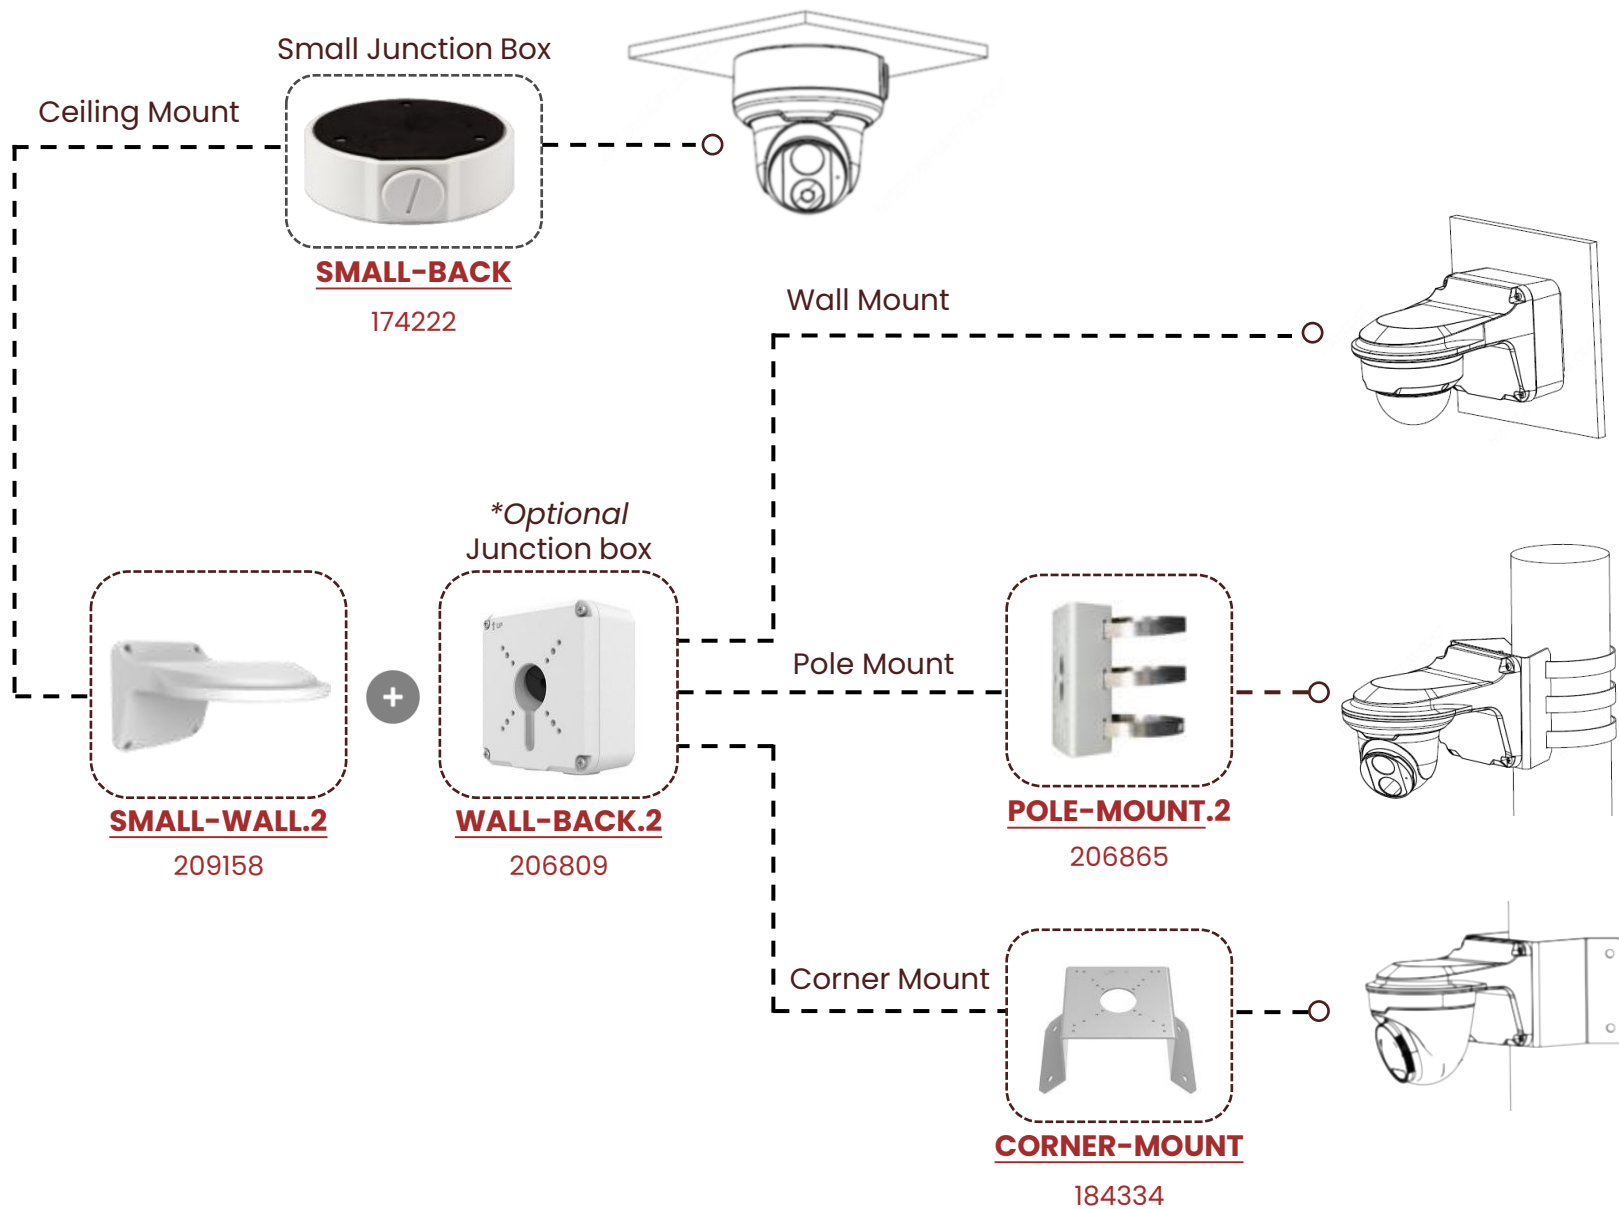 Small Junction Box
Ceiling Mount
SMALL-BACK
174222
Wall Mount
*Optional
Junction box
↑UP
Pole Mount
SMALL-WALL.2
209158
WALL-BACK.2
206809
POLE-MOUNT.2
206865
Corner Mount
CORNER-MOUNT
184334